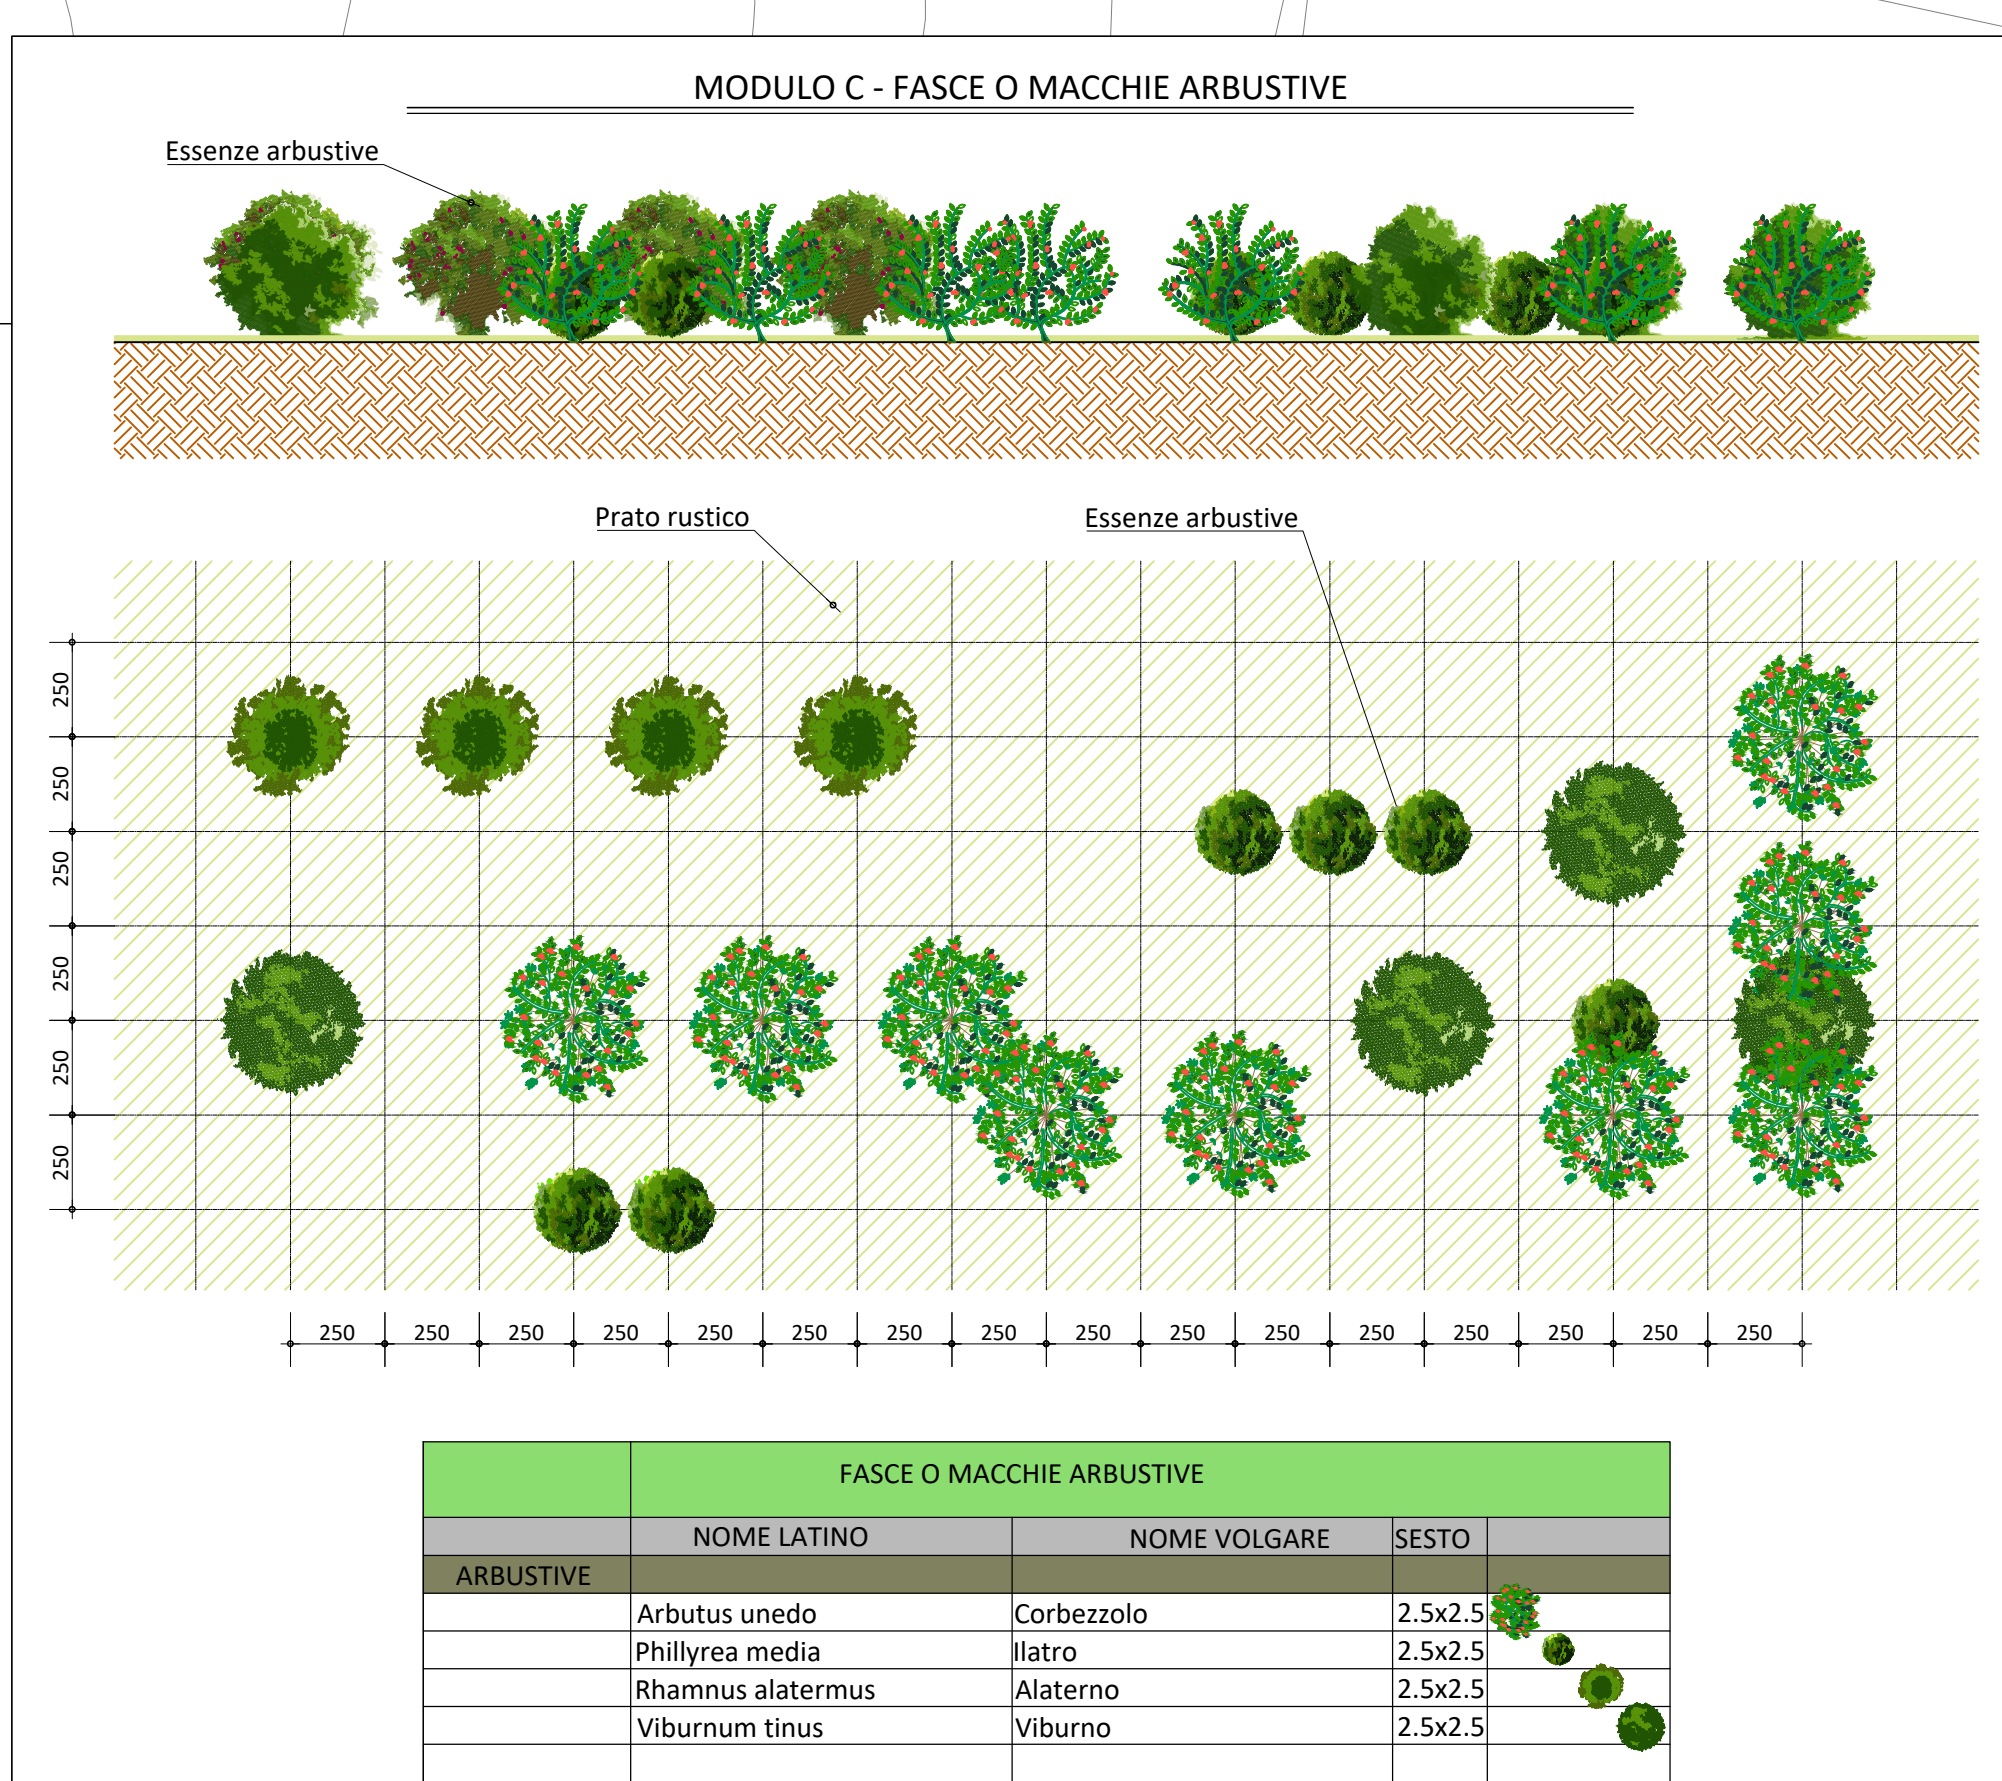 MODULO C - FASCE O MACCHIE ARBUSTIVE
Essenze arbustive
Prato rustico
Essenze arbustive
250
250
250
250
250
250
250 250 250 250 250 250 250 250 250 250 250 250 250 250 250 250
FASCE O MACCHIE ARBUSTIVE
NOME LATINO NOME VOLGARE SESTO
ARBUSTIVE
Arbutus unedo Corbezzolo 2.5x2.5
Phillyrea media Ilatro 2.5x2.5
Rhamnus alatermus Alaterno 2.5x2.5
Viburnum tinus Viburno 2.5x2.5